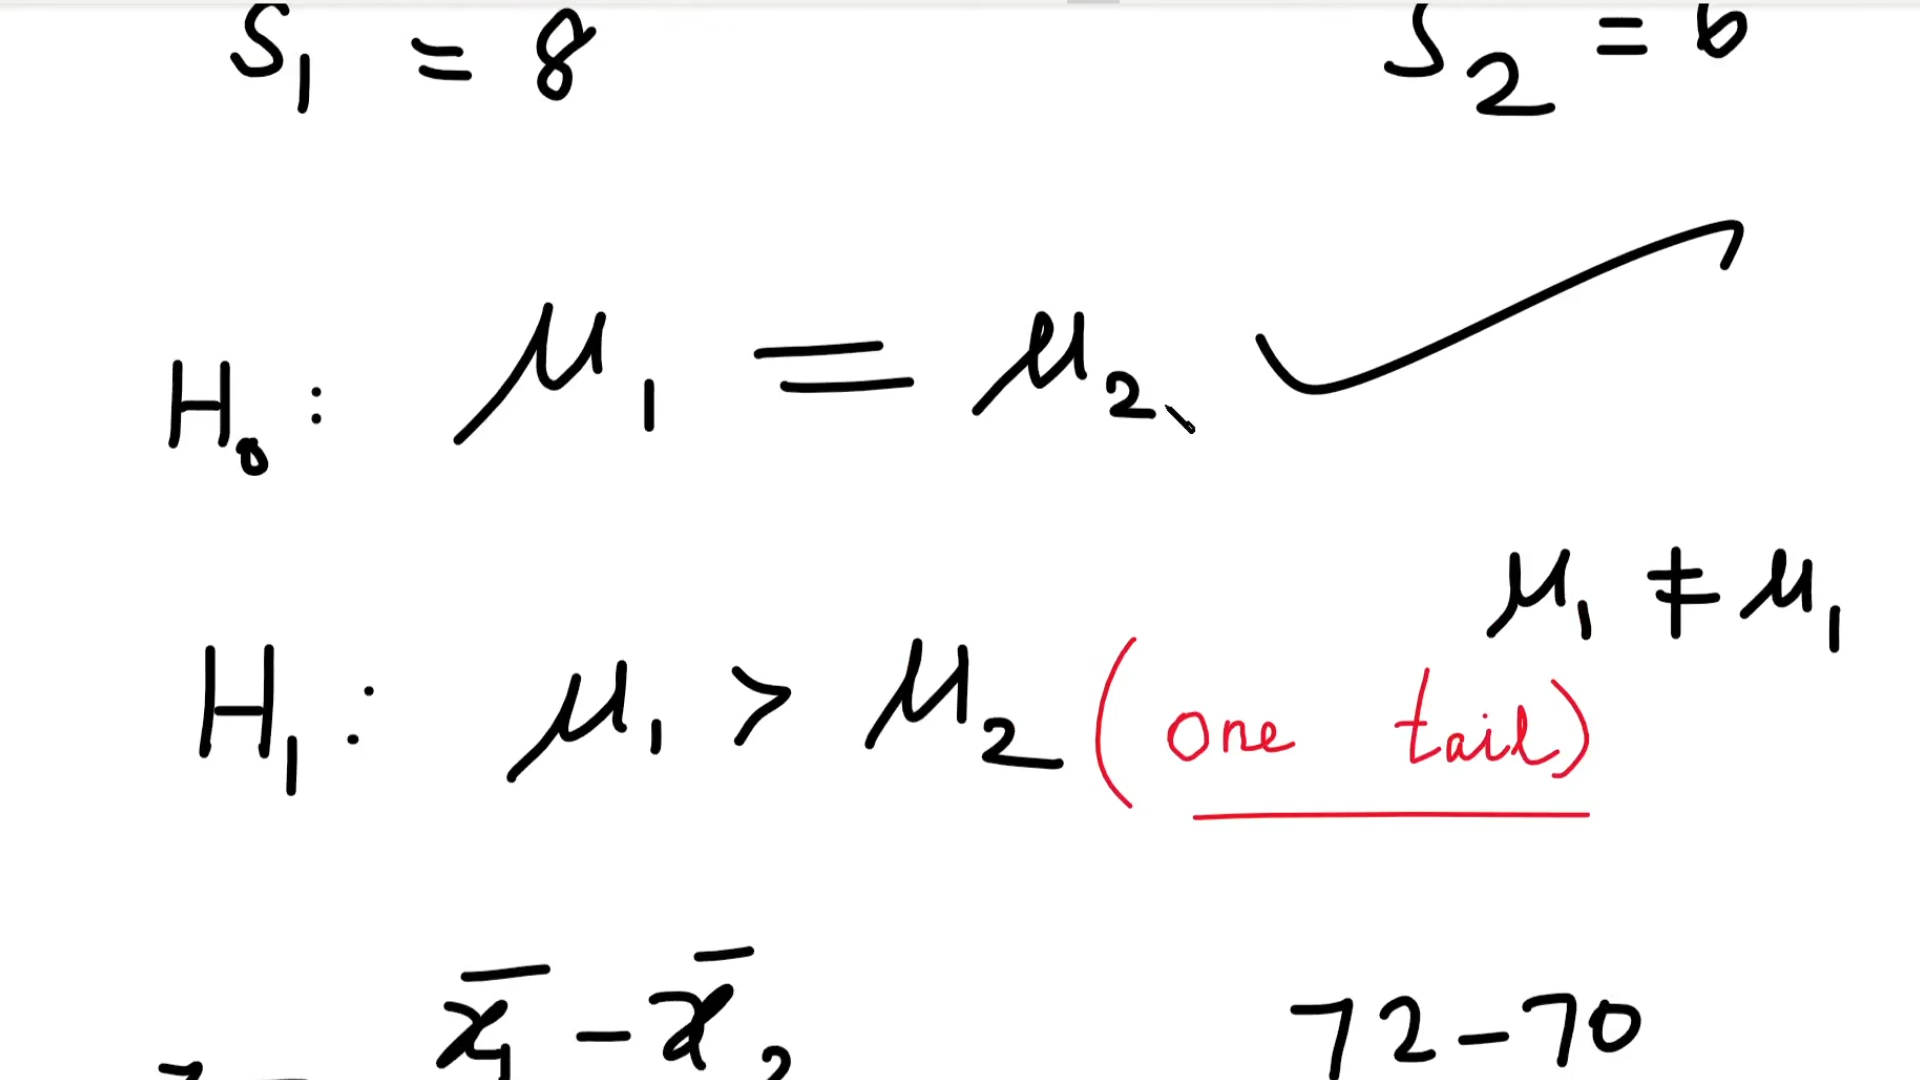 S₁ = 8 S₂ = 6
H₀ : μ₁ = μ₂
μ₁ ≠ μ₁
H₁ : μ₁ > μ₂ (one tail)
x̄₁ − x̄₂ 72−70